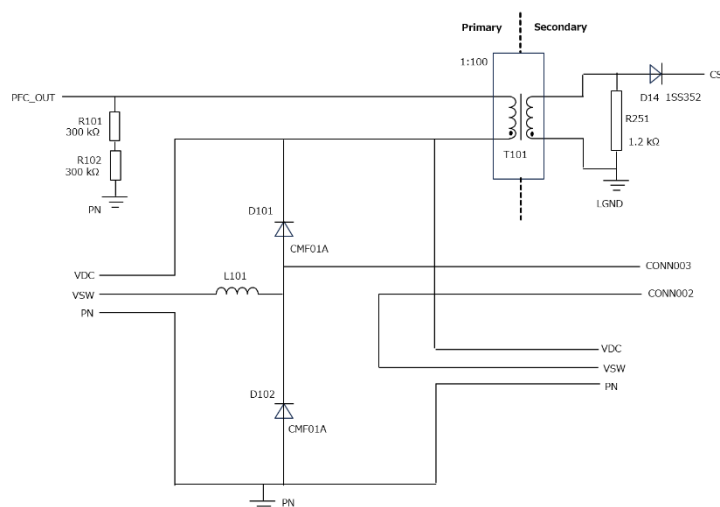 Primary
Secondary
1:100
CS
D14 1SS352
PFC_OUT
R101
300 kΩ
R251
1.2 kΩ
T101
R102
300 kΩ
PN
LGND
D101
CMF01A
VDC
L101
CONN003
VSW
CONN002
PN
VDC
VSW
D102
PN
CMF01A
PN